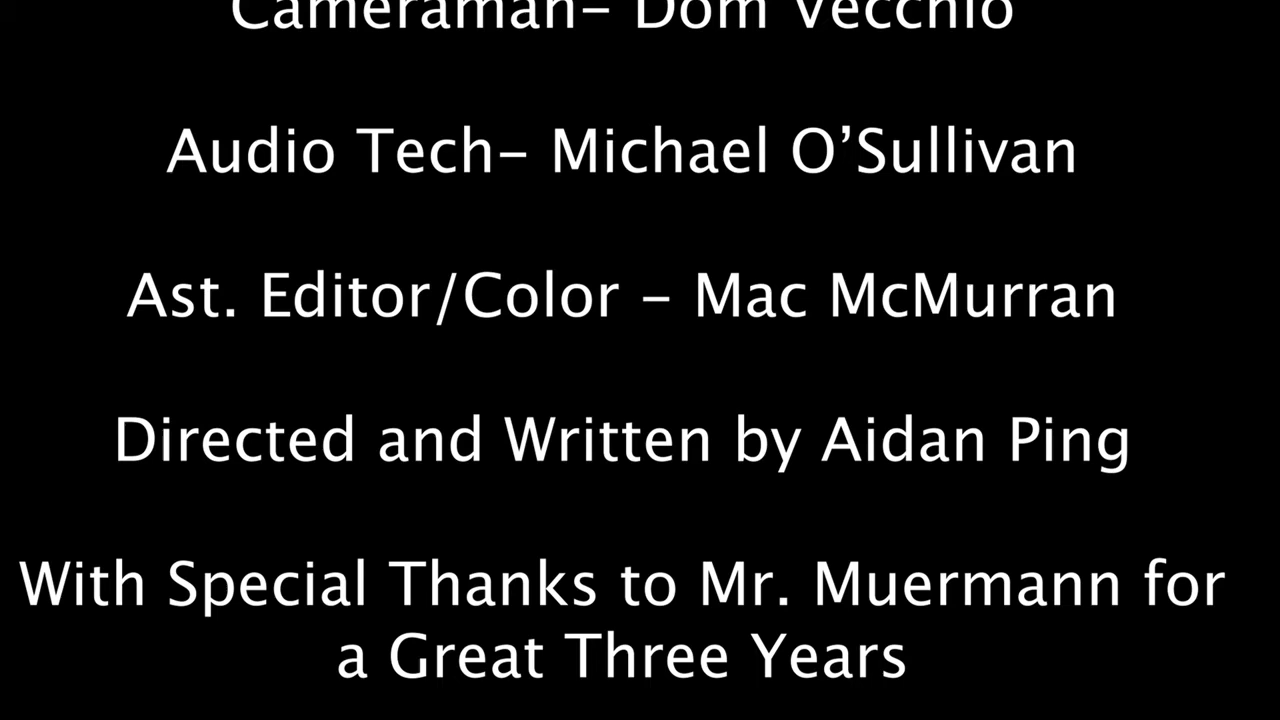 Cameraman- Dom Vecchio
Audio Tech- Michael O’Sullivan
Ast. Editor/Color - Mac McMurran
Directed and Written by Aidan Ping
With Special Thanks to Mr. Muermann for
a Great Three Years